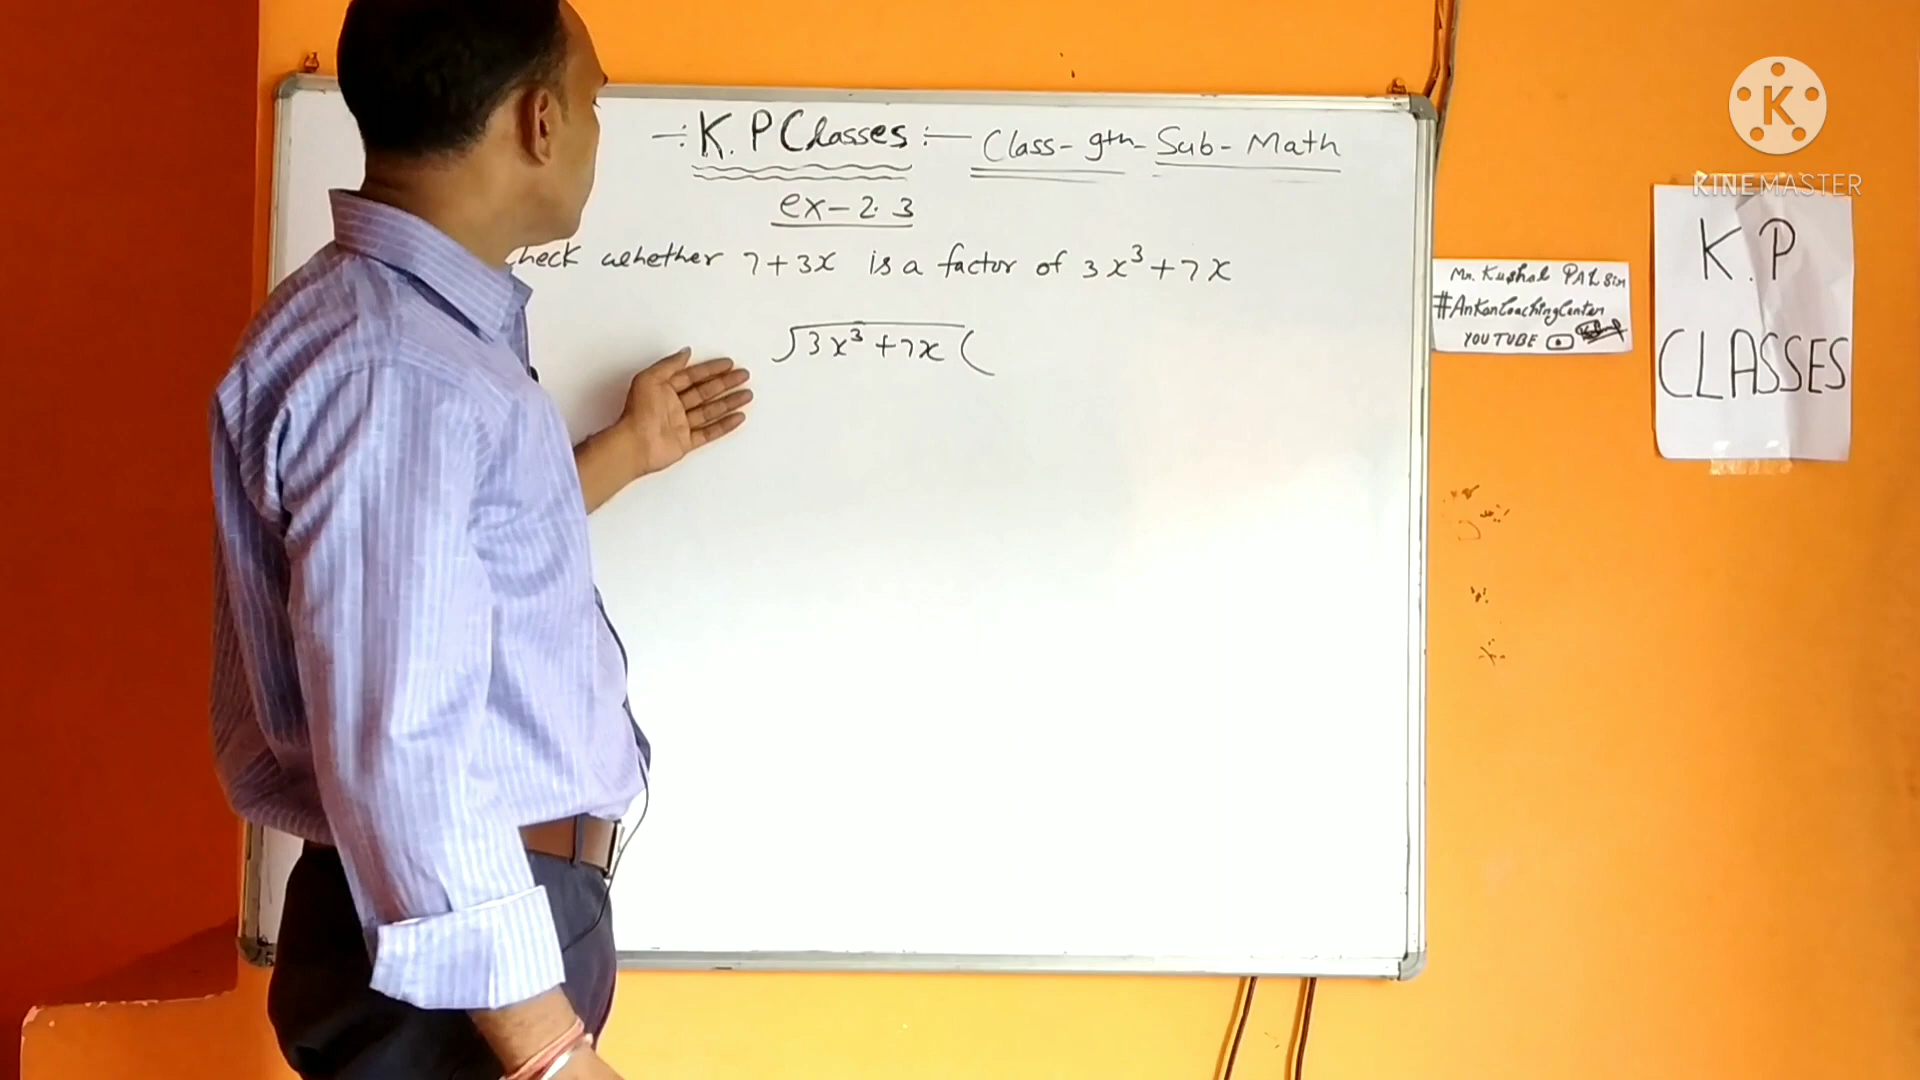 -: K.P Classes :- Class-9th- Sub-Math
ex-2.3
heck whether 7+3x is a factor of 3x³+7x
3x³+7x
K
KINEMASTER
K.P
CLASSES
Mr. Kushal PAL Sir
#AnkanCoachingCenter
YOUTUBE